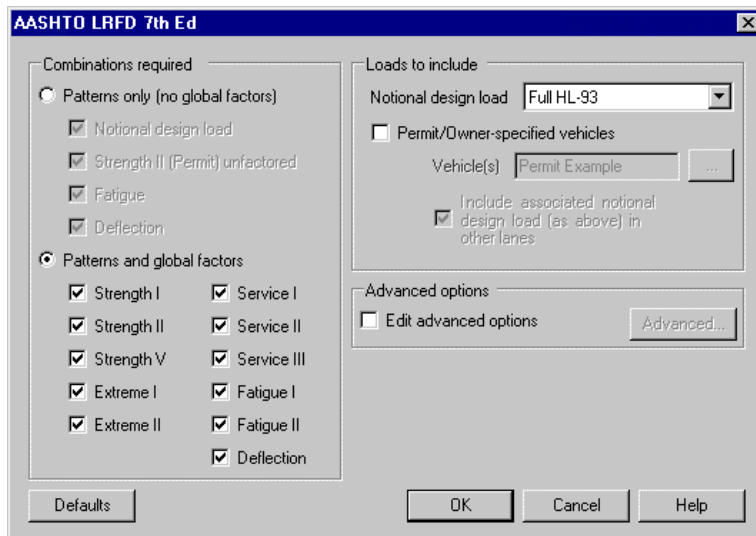 AASHTO LRFD 7th Ed
Combinations required
Patterns only (no global factors)
Notional design load
Strength II (Permit) unfactored
Fatigue
Deflection
Patterns and global factors
Strength I
Service I
Strength II
Service II
Strength V
Service III
Extreme I
Fatigue I
Extreme II
Fatigue II
Deflection
Loads to include
Notional design load
Full HL-93
Permit/Owner-specified vehicles
Vehicle(s)
Permit Example
...
Include associated notional
design load (as above) in
other lanes
Advanced options
Edit advanced options
Advanced...
Defaults
OK
Cancel
Help